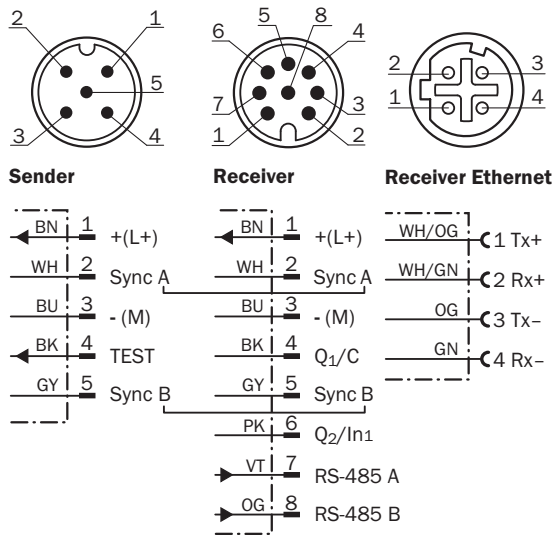 2 1
5
3 4
5 8
6 4
7 3
1 2
2 3
1 4
Sender
BN 1 +(L+)
WH 2 Sync A
BU 3 - (M)
BK 4 TEST
GY 5 Sync B
Receiver
BN 1 +(L+)
WH 2 Sync A
BU 3 - (M)
BK 4 Q1/C
GY 5 Sync B
PK 6 Q2/In1
VT 7 RS-485 A
OG 8 RS-485 B
Receiver Ethernet
WH/OG 1 Tx+
WH/GN 2 Rx+
OG 3 Tx–
GN 4 Rx–